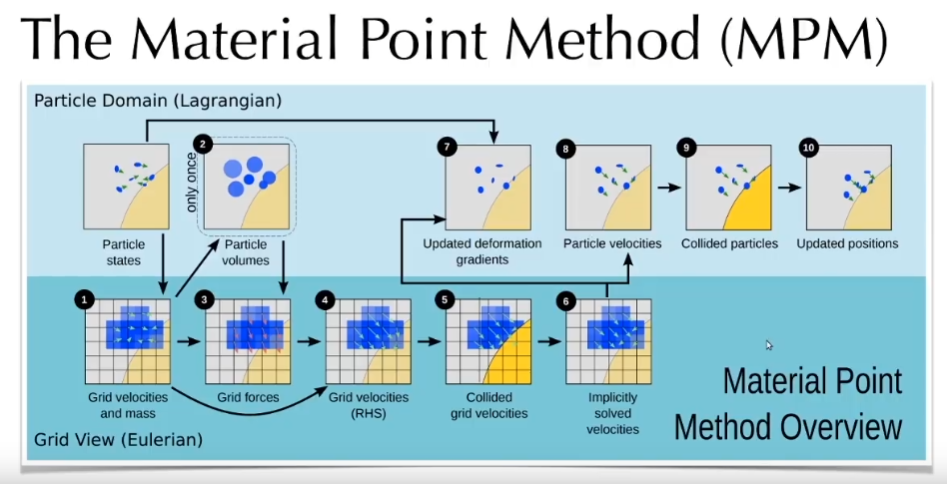 The Material Point Method (MPM)
Particle Domain (Lagrangian)
only once
2
7
8
9
10
Particle
states
Particle
volumes
Updated deformation
gradients
Particle velocities
Collided particles
Updated positions
1
3
4
5
6
Grid velocities
and mass
Grid forces
Grid velocities
(RHS)
Collided
grid velocities
Implicitly
solved
velocities
Grid View (Eulerian)
Material Point
Method Overview